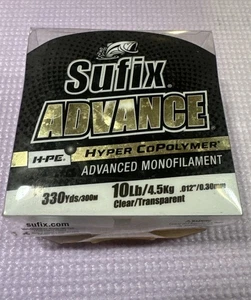 Sufix
ADVANCE
H-PE HYPER COPOLYMER
ADVANCED MONOFILAMENT
330Yds/300M 10Lb/4.5Kg .012"/0.30mm
Clear/Transparent
sufix.com